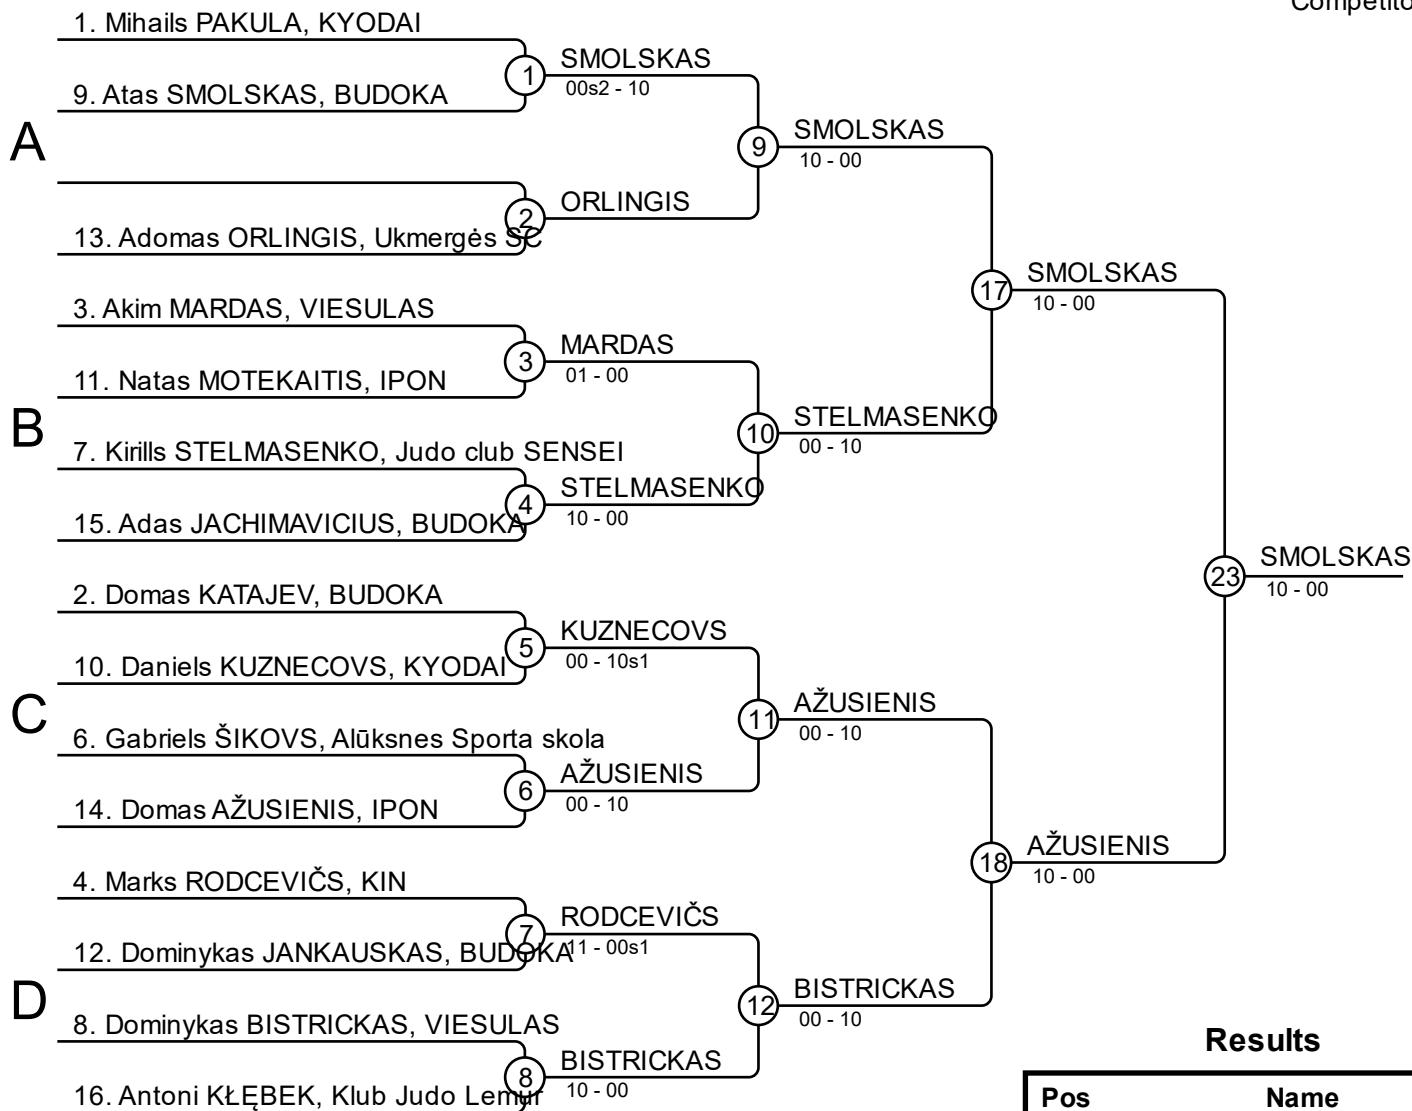 Competito
1. Mihails PAKULA, KYODAI
1
SMOLSKAS
00s2 - 10
9. Atas SMOLSKAS, BUDOKA
A
9
SMOLSKAS
10 - 00
2
ORLINGIS
13. Adomas ORLINGIS, Ukmergės SC
17
SMOLSKAS
10 - 00
3. Akim MARDAS, VIESULAS
3
MARDAS
01 - 00
11. Natas MOTEKAITIS, IPON
B
10
STELMASENKO
00 - 10
7. Kirills STELMASENKO, Judo club SENSEI
4
STELMASENKO
10 - 00
15. Adas JACHIMAVICIUS, BUDOKA
23
SMOLSKAS
10 - 00
2. Domas KATAJEV, BUDOKA
5
KUZNECOVS
00 - 10s1
10. Daniels KUZNECOVS, KYODAI
C
11
AŽUSIENIS
00 - 10
6. Gabriels ŠIKOVS, Alūksnes Sporta skola
6
AŽUSIENIS
00 - 10
14. Domas AŽUSIENIS, IPON
18
AŽUSIENIS
10 - 00
4. Marks RODCEVIČS, KIN
7
RODCEVIČS
11 - 00s1
12. Dominykas JANKAUSKAS, BUDOKA
D
12
BISTRICKAS
00 - 10
8. Dominykas BISTRICKAS, VIESULAS
8
BISTRICKAS
10 - 00
16. Antoni KŁĘBEK, Klub Judo Lemur
Results
Pos Name